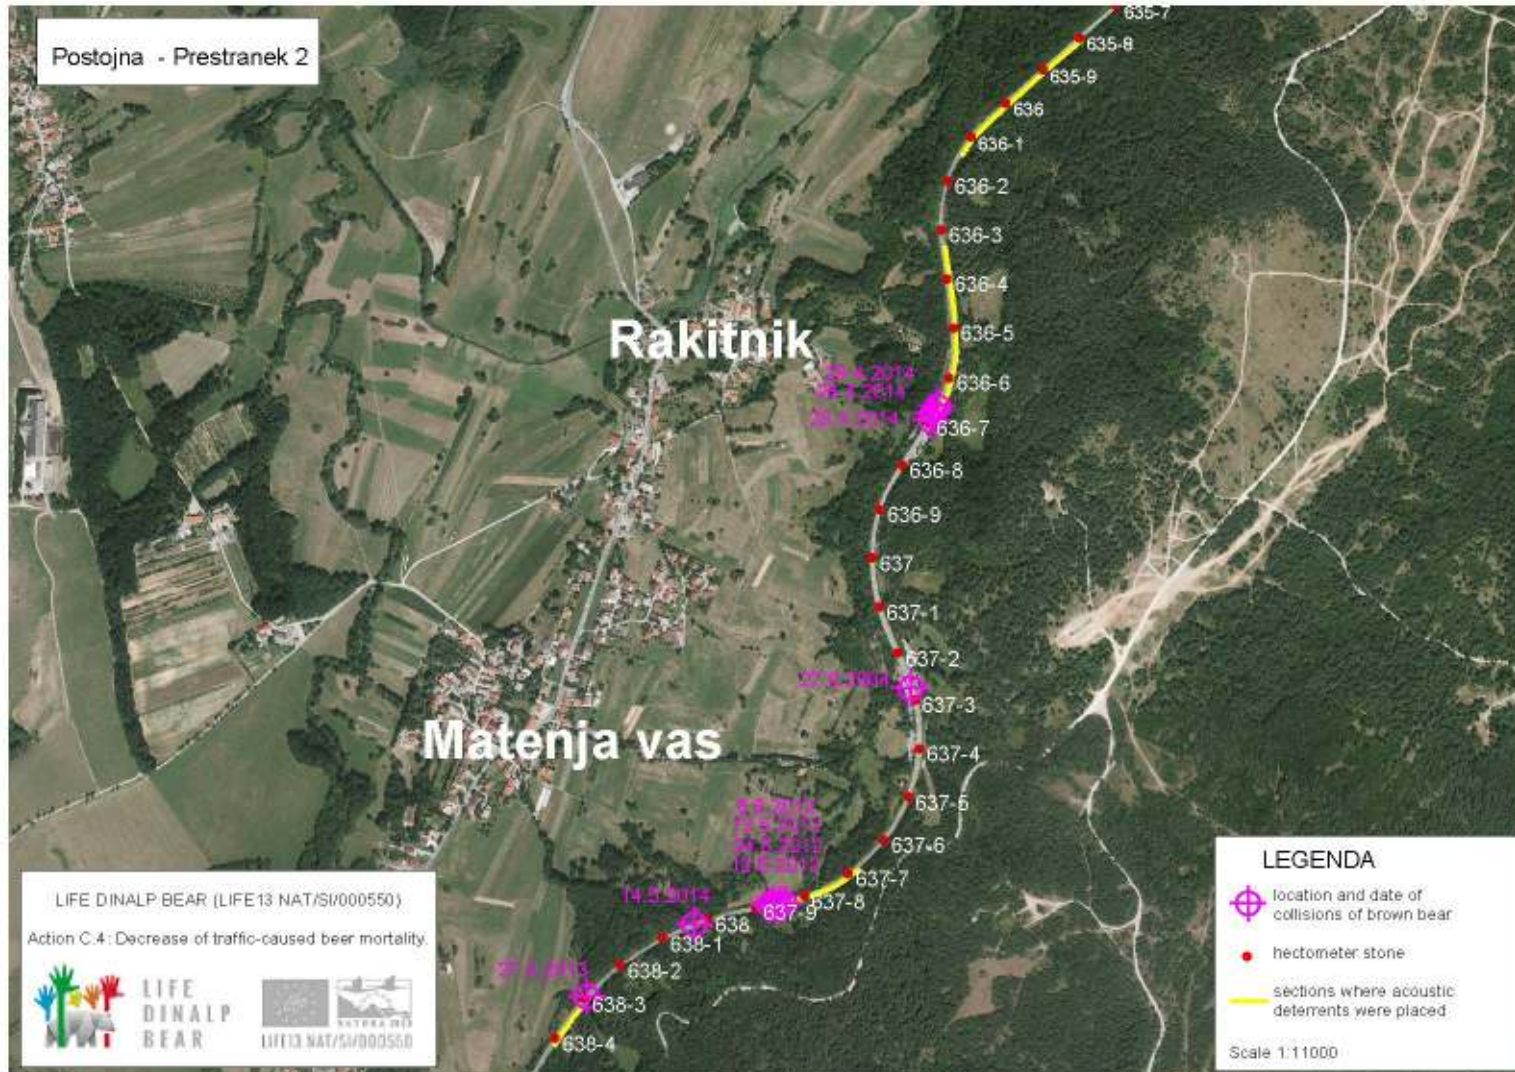 Postojna - Prestranek 2
635-7
635-8
635-9
636
636-1
636-2
636-3
636-4
636-5
Rakitnik
636-6
636-7
636-8
636-9
637
637-1
637-2
637-3
Matenja vas
637-4
637-5
637-6
637-7
637-8
637-9
14.5.2014
638
638-1
638-2
638-3
638-4
LIFE DINALP BEAR (LIFE13 NAT/SI/000550)
Action C.4: Decrease of traffic-caused beer mortality.
LIFE
DINALP
BEAR
LIFE13 NAT/SI/000550
LEGENDA
location and date of
collisions of brown bear
hectometer stone
sections where acoustic
deterrents were placed
Scale 1:11000